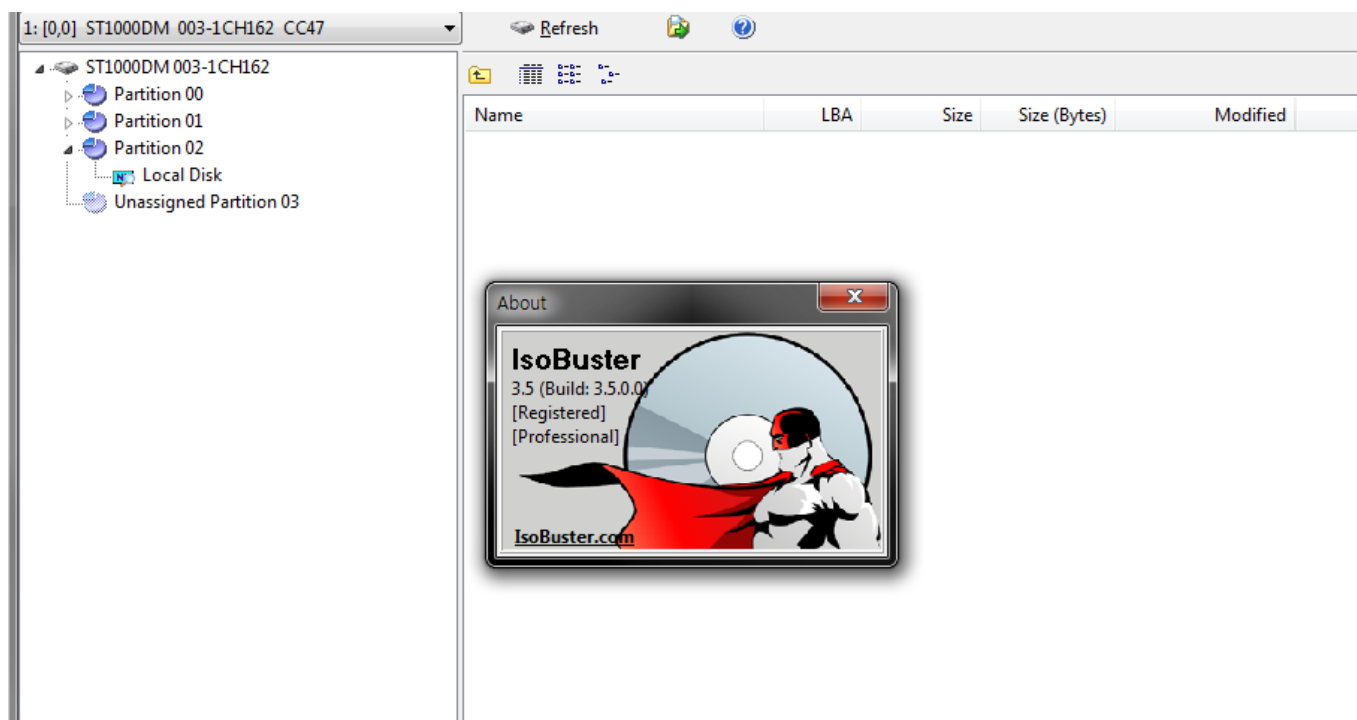 1: [0,0] ST1000DM 003-1CH162 CC47
Refresh
ST1000DM 003-1CH162
Partition 00
Partition 01
Partition 02
Local Disk
Unassigned Partition 03
Name LBA Size Size (Bytes) Modified
About
IsoBuster
3.5 (Build: 3.5.0.0)
[Registered]
[Professional]
IsoBuster.com